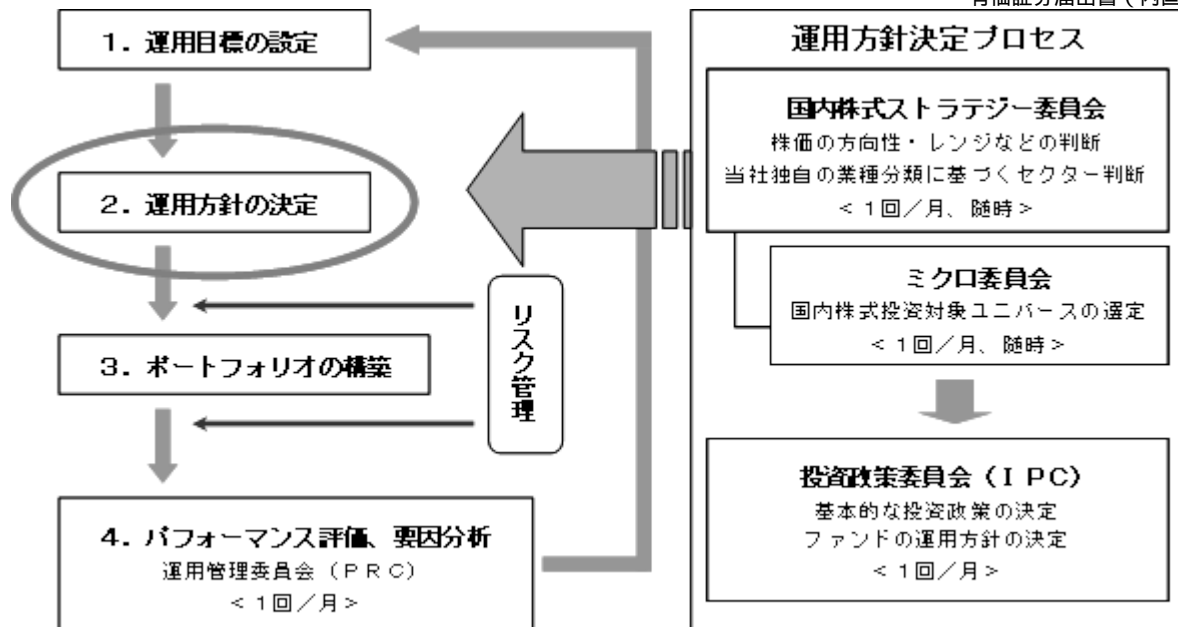 有価証券届出書（内国
1．運用目標の設定
2．運用方針の決定
3．ポートフォリオの構築
4．パフォーマンス評価、要因分析
運用管理委員会（PRC）
＜1回／月＞
リスク管理
運用方針決定プロセス
国内株式ストラテジー委員会
株価の方向性・レンジなどの判断
当社独自の業種分類に基づくセクター判断
＜1回／月、随時＞
ミクロ委員会
国内株式投資対象ユニバースの選定
＜1回／月、随時＞
投資政策委員会（IPC）
基本的な投資政策の決定
ファンドの運用方針の決定
＜1回／月＞